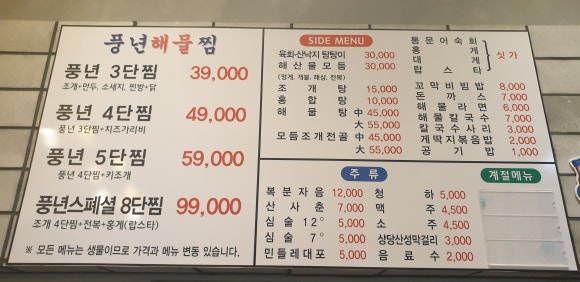 풍년해물찜
풍년 3단찜 39,000
조개+만두, 소세지, 찐빵+닭
풍년 4단찜 49,000
풍년 3단찜+치즈가리비
풍년 5단찜 59,000
풍년 4단찜+키조개
풍년스페셜 8단찜 99,000
조개 4단찜+전복+홍게(랍스타)
※ 모든 메뉴는 생물이므로 가격과 메뉴 변동 있습니다.
SIDE MENU
육회·산낙지 탕탕이 30,000
해산물모듬 30,000
(멍게, 개불, 해삼, 전복)
조개탕 15,000
홍합탕 10,000
해물탕 中 45,000
大 55,000
모듬조개전골 中 45,000
大 55,000
통문어숙회
홍게
대게
랍스타
싯가
꼬막비빔밥 8,000
돈까스 7,000
해물라면 6,000
해물칼국수 7,000
칼국수사리 3,000
게딱지볶음밥 2,000
공기밥 1,000
주류
복분자음 12,000
산사춘 7,000
심술 12° 5,000
심술 7° 5,000
민들레대포 5,000
청하 5,000
맥주 4,500
소주 4,500
상당산성막걸리 3,000
음료수 2,000
계절메뉴